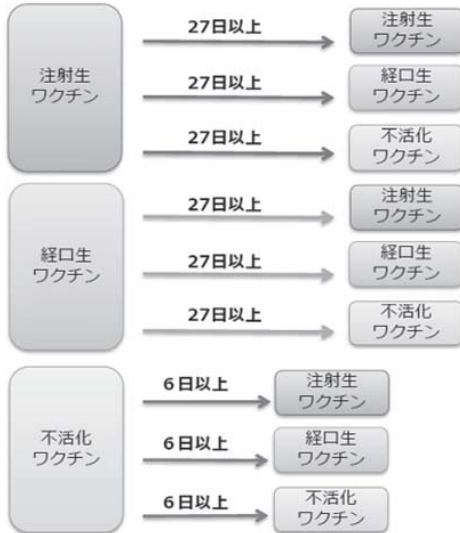 27日以上
注射生
ワクチン
注射生
ワクチン
27日以上
経口生
ワクチン
27日以上
不活化
ワクチン
経口生
ワクチン
27日以上
注射生
ワクチン
27日以上
経口生
ワクチン
27日以上
不活化
ワクチン
不活化
ワクチン
6日以上
注射生
ワクチン
6日以上
経口生
ワクチン
6日以上
不活化
ワクチン